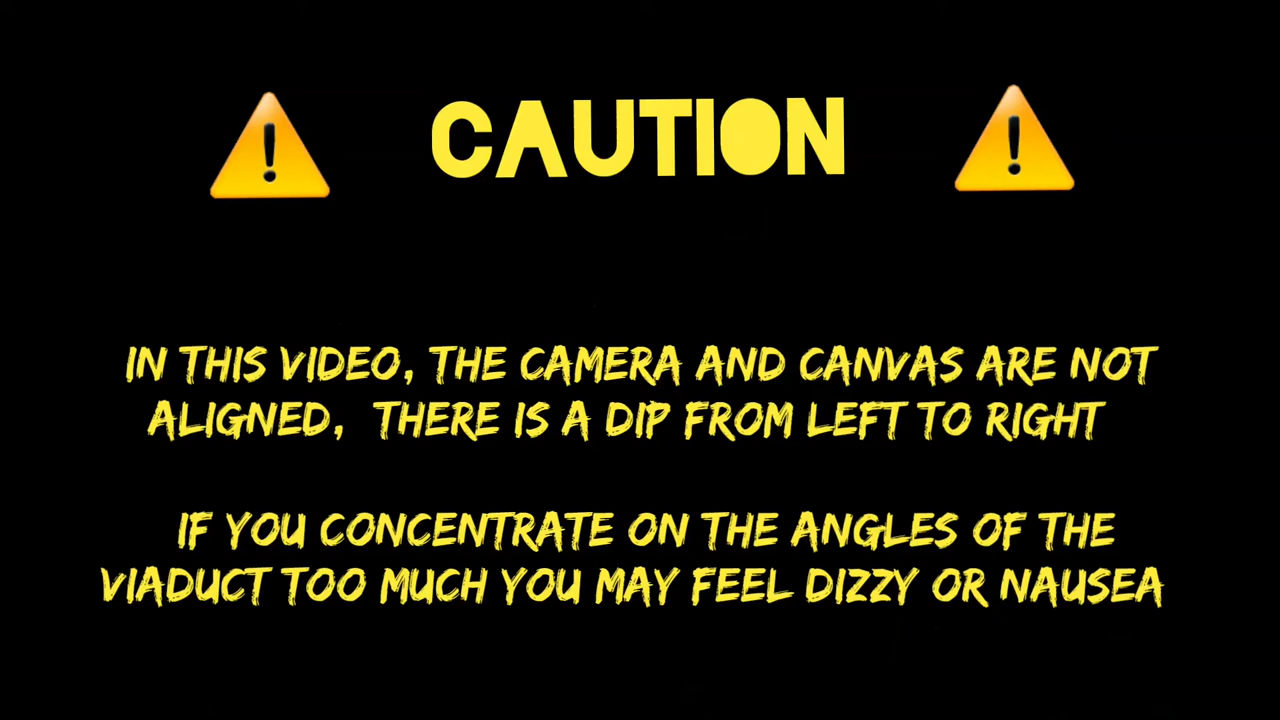 CAUTION
IN THIS VIDEO, THE CAMERA AND CANVAS ARE NOT
ALIGNED, THERE IS A DIP FROM LEFT TO RIGHT
IF YOU CONCENTRATE ON THE ANGLES OF THE
VIADUCT TOO MUCH YOU MAY FEEL DIZZY OR NAUSEA